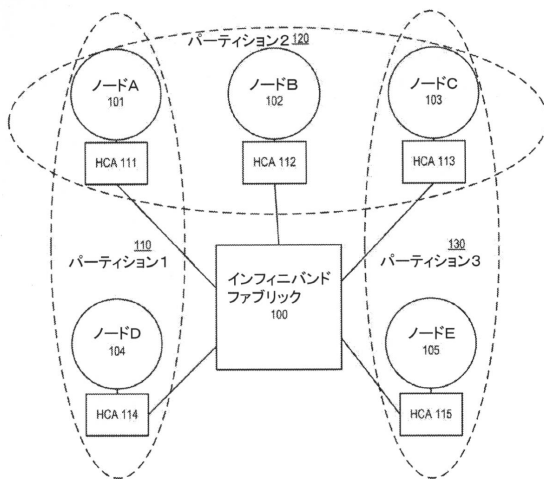 パーティション2 120
ノードA
101
ノードB
102
ノードC
103
HCA 111
HCA 112
HCA 113
110
パーティション1
130
パーティション3
インフィニバンド
ファブリック
100
ノードD
104
ノードE
105
HCA 114
HCA 115